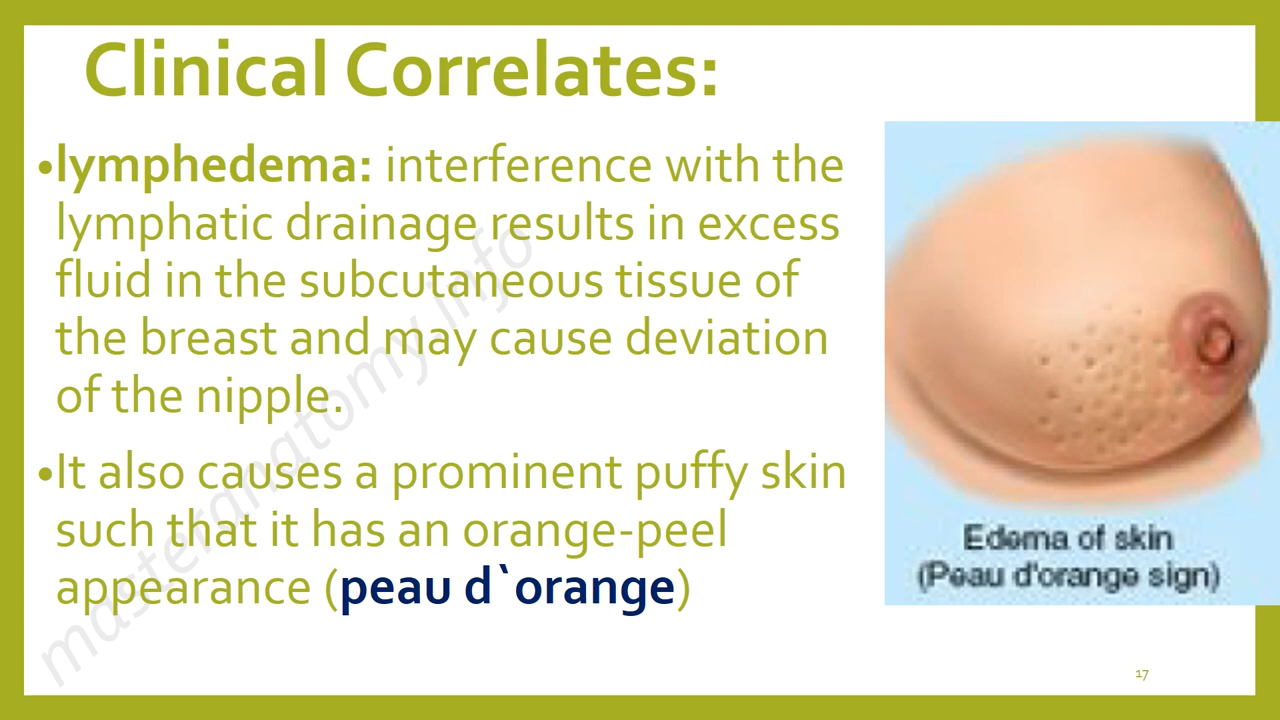 Clinical Correlates:
•lymphedema: interference with the
lymphatic drainage results in excess
fluid in the subcutaneous tissue of
the breast and may cause deviation
of the nipple.
•It also causes a prominent puffy skin
such that it has an orange-peel
appearance (peau d`orange)
Edema of skin
(Peau d'orange sign)
masteranatomy.info
17